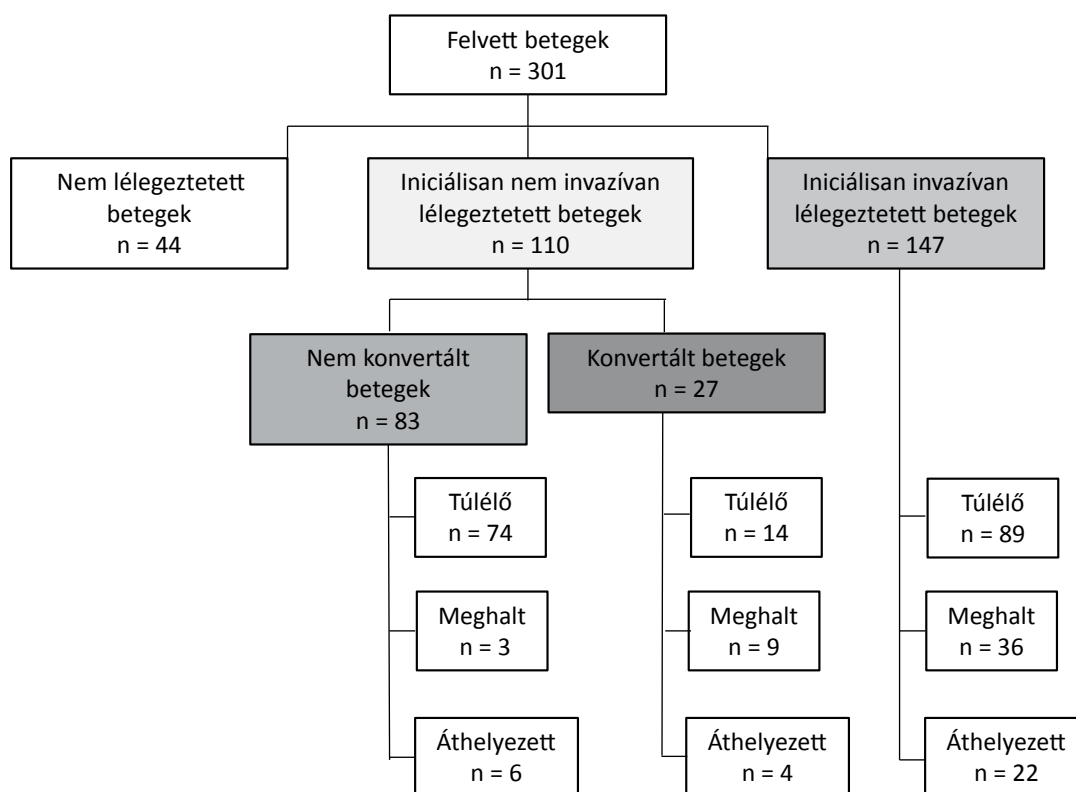 Felvett betegek
n = 301
Nem lélegeztetett
betegek
n = 44
Iniciálisan nem invazívan
lélegeztetett betegek
n = 110
Iniciálisan invazívan
lélegeztetett betegek
n = 147
Nem konvertált
betegek
n = 83
Konvertált betegek
n = 27
Túlélő
n = 74
Túlélő
n = 14
Túlélő
n = 89
Meghalt
n = 3
Meghalt
n = 9
Meghalt
n = 36
Áthelyezett
n = 6
Áthelyezett
n = 4
Áthelyezett
n = 22